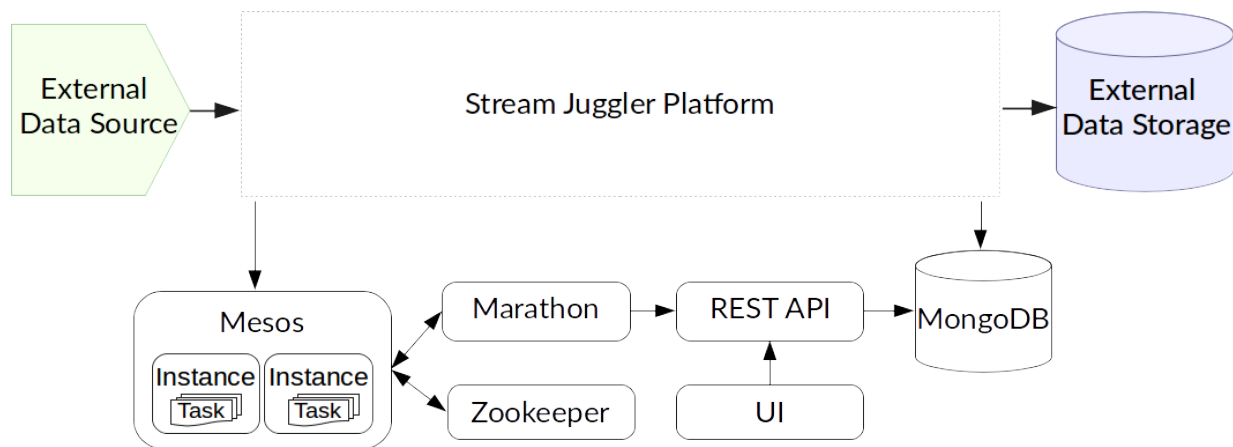 External
Data Source
Stream Juggler Platform
External
Data Storage
Mesos
Instance
Task
Instance
Task
Marathon
Zookeeper
REST API
UI
MongoDB